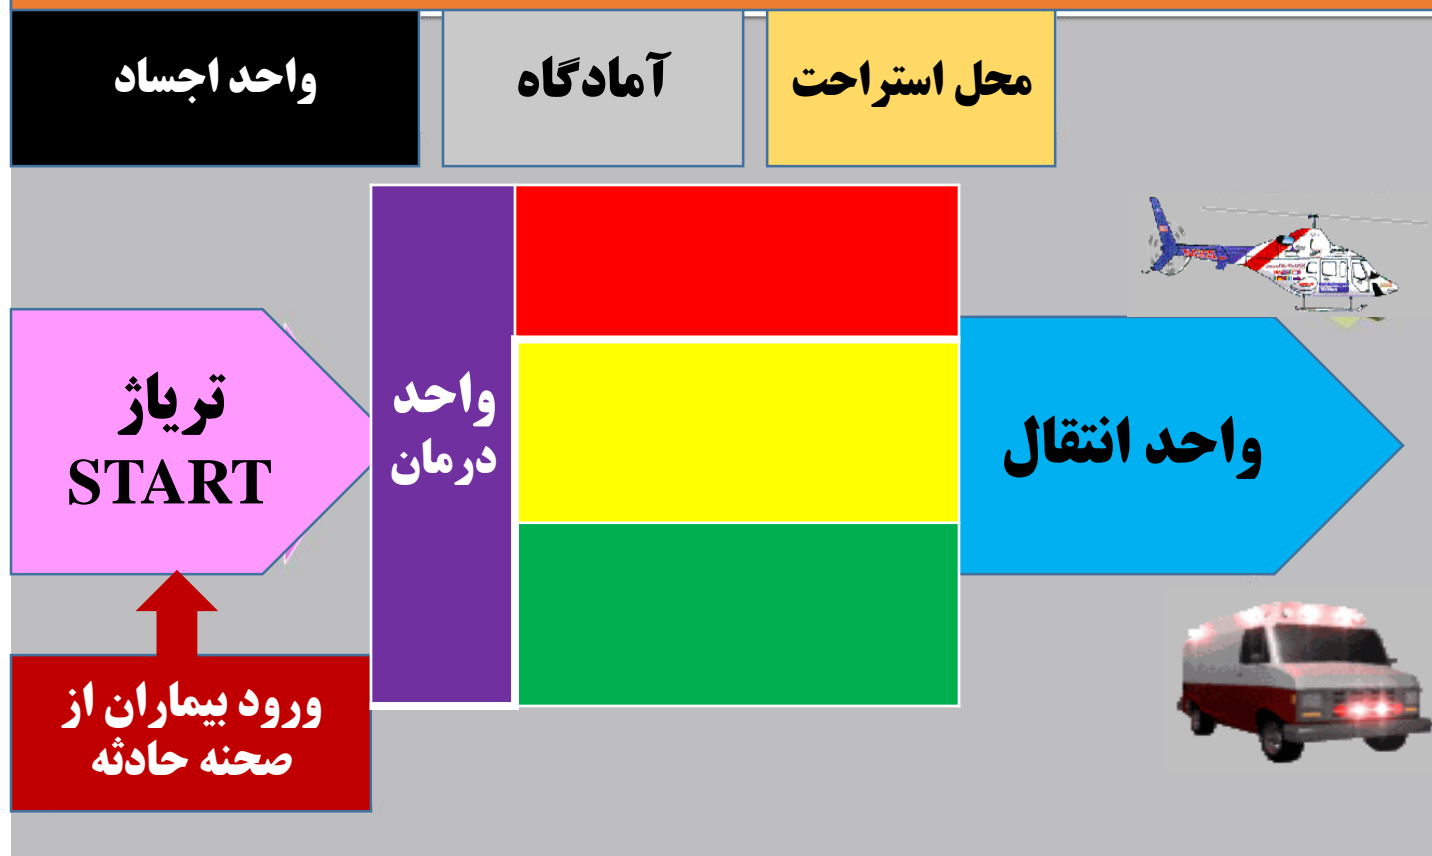 محل استراحت
آمادگاه
واحد اجساد
تریاژ
START
واحد
درمان
واحد انتقال
ورود بیماران از
صحنه حادثه